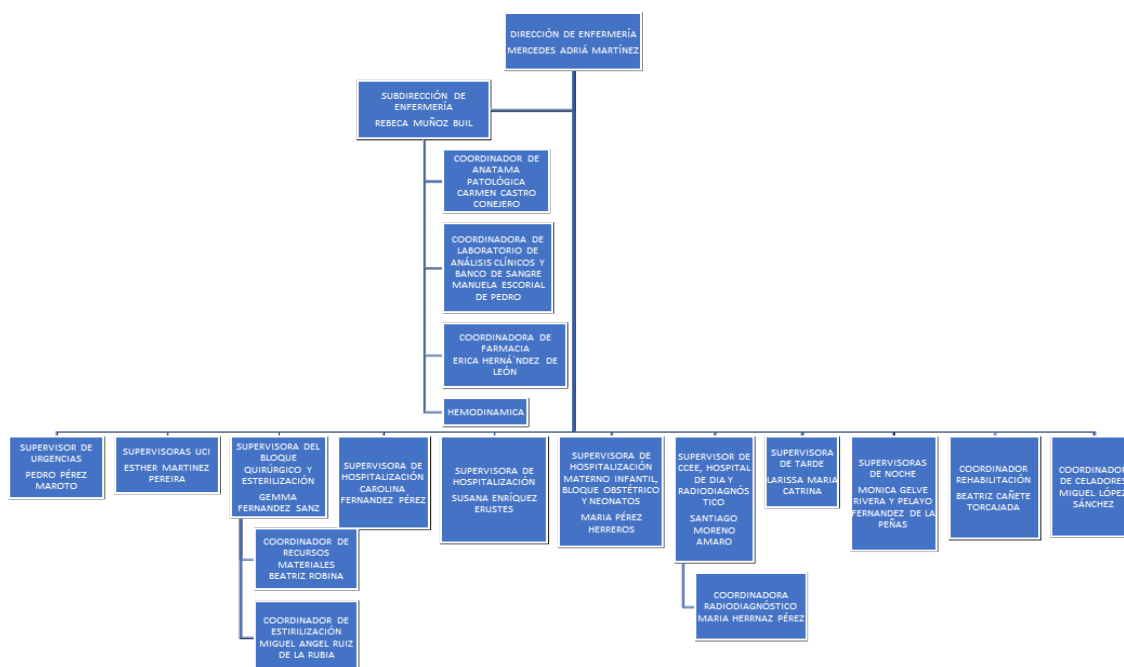 DIRECCIÓN DE ENFERMERÍA
MERCEDES ADRIÁ MARTÍNEZ
SUBDIRECCIÓN DE
ENFERMERÍA
REBECA MUÑOZ BUIL
COORDINADOR DE
ANATAMA
PATOLÓGICA
CARMEN CASTRO
CONEJERO
COORDINADORA DE
LABORATORIO DE
ANÁLISIS CLÍNICOS Y
BANCO DE SANGRE
MANUELA ESCORIAL
DE PEDRO
COORDINADORA DE
FARMACIA
ERICA HERNÁ´NDEZ DE
LEÓN
HEMODINAMICA
SUPERVISOR DE
URGENCIAS
PEDRO PÉREZ
MAROTO
SUPERVISORAS UCI
ESTHER MARTINEZ
PEREIRA
SUPERVISORA DEL
BLOQUE
QUIRÚRGICO Y
ESTERILIZACIÓN
GEMMA
FERNANDEZ SANZ
COORDINADOR DE
RECURSOS
MATERIALES
BEATRIZ ROBINA
COORDINADOR DE
ESTIRILIZACIÓN
MIGUEL ANGEL RUIZ
DE LA RUBIA
SUPERVISORA DE
HOSPITALIZACIÓN
CAROLINA
FERNANDEZ PÉREZ
SUPERVISORA DE
HOSPITALIZACIÓN
SUSANA ENRÍQUEZ
ERUSTES
SUPERVISORA DE
HOSPITALIZACIÓN
MATERNO INFANTIL,
BLOQUE OBSTÉTRICO
Y NEONATOS
MARIA PÉREZ
HERREROS
SUPERVISOR DE
CCEE, HOSPITAL
DE DIA Y
RADIODIAGNÓS
TICO
SANTIAGO
MORENO
AMARO
COORDINADORA
RADIODIAGNÓSTICO
MARIA HERRNAZ PÉREZ
SUPERVISORA
DE TARDE
LARISSA MARIA
CATRINA
SUPERVISORAS
DE NOCHE
MONICA GELVE
RIVERA Y PELAYO
FERNANDEZ DE LA
PEÑAS
COORDINADOR
REHABILITACIÓN
BEATRIZ CAÑETE
TORCAJADA
COORDINADOR
DE CELADORES
MIGUEL LÓPEZ
SÁNCHEZ